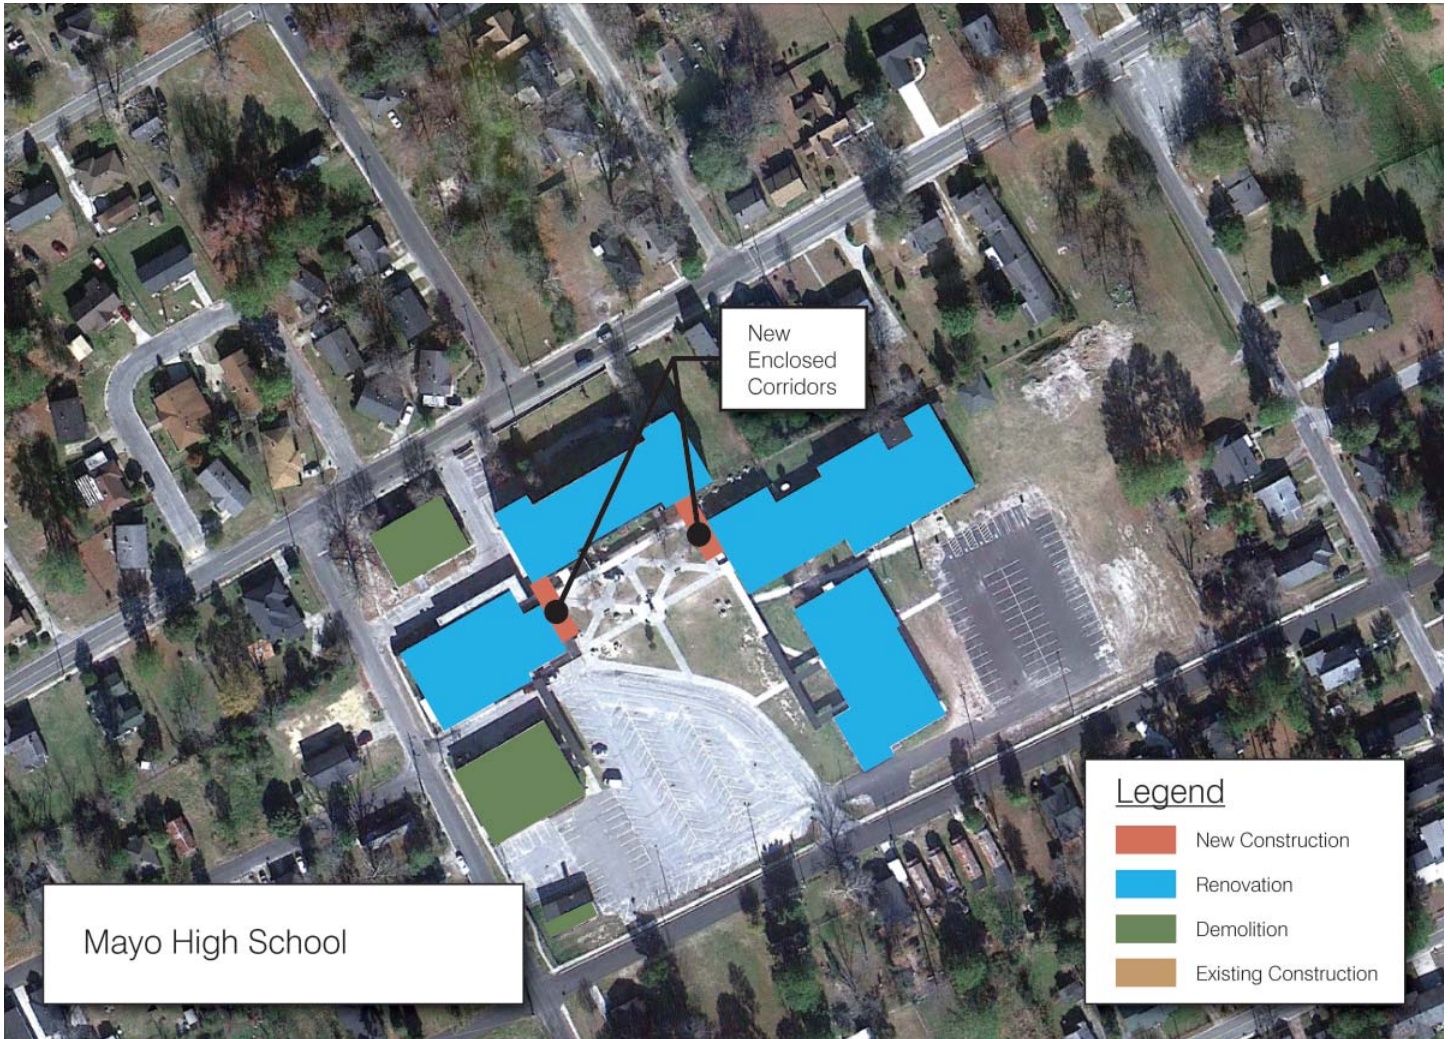 New
Enclosed
Corridors
Mayo High School
Legend
New Construction
Renovation
Demolition
Existing Construction